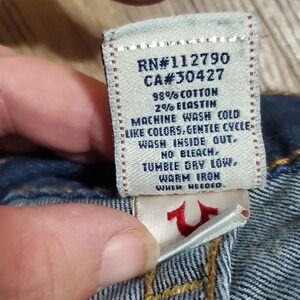 RN#112790
CA#30427
98% COTTON
2% ELASTIN
MACHINE WASH COLD
LIKE COLORS. GENTLE CYCLE
WASH INSIDE OUT,
NO BLEACH,
TUMBLE DRY LOW,
WARM IRON
WHEN NEEDED.